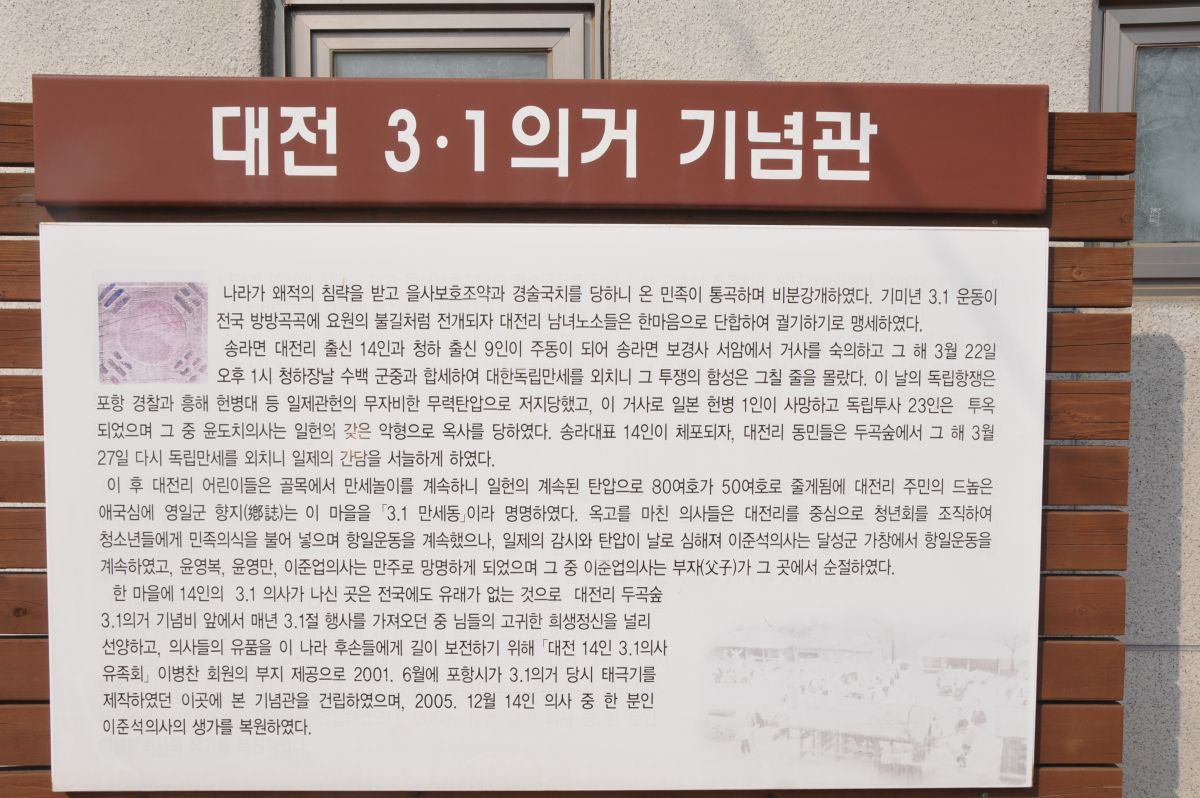 대전 3·1의거 기념관
나라가 왜적의 침략을 받고 을사보호조약과 경술국치를 당하니 온 민족이 통곡하며 비분강개하였다. 기미년 3.1 운동이
전국 방방곡곡에 요원의 불길처럼 전개되자 대전리 남녀노소들은 한마음으로 단합하여 궐기하기로 맹세하였다.
송라면 대전리 출신 14인과 청하 출신 9인이 주동이 되어 송라면 보경사 서암에서 거사를 숙의하고 그 해 3월 22일
오후 1시 청하장날 수백 군중과 합세하여 대한독립만세를 외치니 그 투쟁의 함성은 그칠 줄을 몰랐다. 이 날의 독립항쟁은
포항 경찰과 흥해 헌병대 등 일제관헌의 무자비한 무력탄압으로 저지당했고, 이 거사로 일본 헌병 1인이 사망하고 독립투사 23인은 투옥
되었으며 그 중 윤도치의사는 일헌의 갖은 악형으로 옥사를 당하였다. 송라대표 14인이 체포되자, 대전리 동민들은 두곡숲에서 그 해 3월
27일 다시 독립만세를 외치니 일제의 간담을 서늘하게 하였다.
이 후 대전리 어린이들은 골목에서 만세놀이를 계속하니 일헌의 계속된 탄압으로 80여호가 50여호로 줄게됨에 대전리 주민의 드높은
애국심에 영일군 향지(鄕誌)는 이 마을을 「3.1 만세동」이라 명명하였다. 옥고를 마친 의사들은 대전리를 중심으로 청년회를 조직하여
청소년들에게 민족의식을 불어 넣으며 항일운동을 계속했으나, 일제의 감시와 탄압이 날로 심해져 이준석의사는 달성군 가창에서 항일운동을
계속하였고, 윤영복, 윤영만, 이준업의사는 만주로 망명하게 되었으며 그 중 이준업의사는 부자(父子)가 그 곳에서 순절하였다.
한 마을에 14인의 3.1 의사가 나신 곳은 전국에도 유래가 없는 것으로 대전리 두곡숲
3.1의거 기념비 앞에서 매년 3.1절 행사를 가져오던 중 님들의 고귀한 희생정신을 널리
선양하고, 의사들의 유품을 이 나라 후손들에게 길이 보전하기 위해 「대전 14인 3.1의사
유족회」 이병찬 회원의 부지 제공으로 2001. 6월에 포항시가 3.1의거 당시 태극기를
제작하였던 이곳에 본 기념관을 건립하였으며, 2005. 12월 14인 의사 중 한 분인
이준석의사의 생가를 복원하였다.